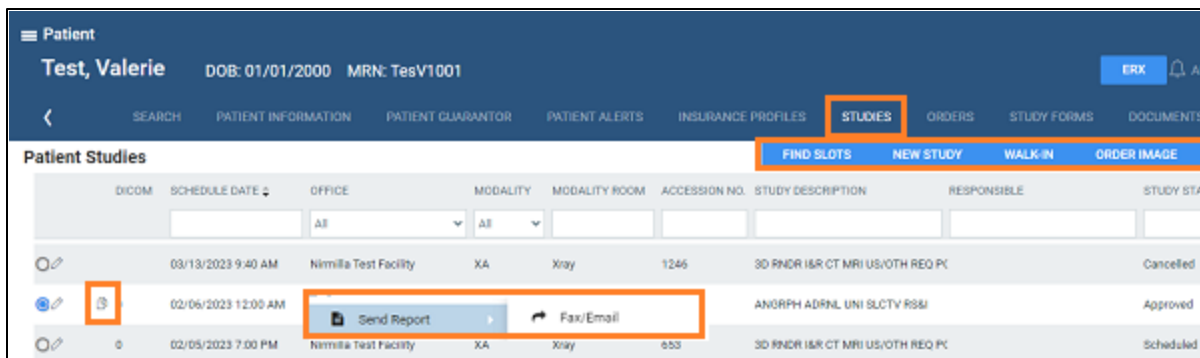 Patient
Test, Valerie DOB: 01/01/2000 MRN: TesV1001 ERX
SEARCH PATIENT INFORMATION PATIENT GUARANTOR PATIENT ALERTS INSURANCE PROFILES STUDIES ORDERS STUDY FORMS DOCUMENTS
Patient Studies FIND SLOTS NEW STUDY WALK-IN ORDER IMAGE
DICOM SCHEDULE DATE OFFICE MODALITY MODALITY ROOM ACCESSION NO. STUDY DESCRIPTION RESPONSIBLE STUDY STA
All All
03/13/2023 9:40 AM Nirmilla Test Facility XA Xray 1246 3D RNDR I&R CT MRI US/OTH REQ PC Cancelled
02/06/2023 12:00 AM ANGRPH ADRNL UNI SLCTV RS&I Approved
Send Report Fax/Email
0 02/05/2023 7:00 PM Nirmilla Test Facility XA Xray 653 3D RNDR I&R CT MRI US/OTH REQ PC Scheduled